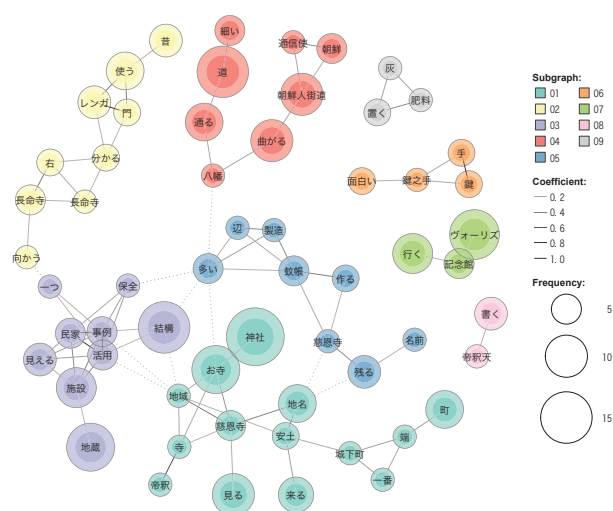 昔
使う
レンガ
門
分かる
右
長命寺
長命寺
向かう
細い
道
通る
八幡
通信使
朝鮮
朝鮮人街道
曲がる
灰
置く
肥料
手
面白い
鍵之手
鍵
ヴォーリズ
行く
記念館
書く
帝釈天
辺
製造
多い
蚊帳
作る
慈恩寺
残る
名前
一つ
保全
民家
事例
結構
見える
活用
施設
地蔵
神社
お寺
地域
地名
慈恩寺
安土
寺
帝釈
見る
来る
城下町
端
町
一番
Subgraph:
01
02
03
04
05
06
07
08
09
Coefficient:
0. 2
0. 4
0. 6
0. 8
1. 0
Frequency:
5
10
15